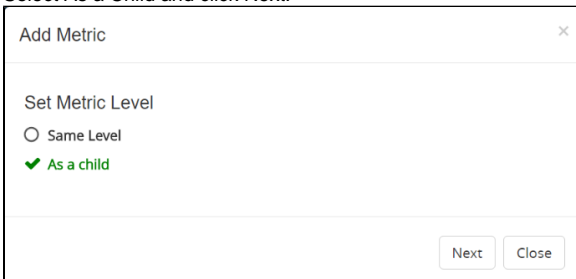 Select As a Child and click Next.
Add Metric
×
Set Metric Level
Same Level
As a child
Next Close